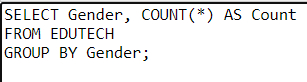 SELECT Gender, COUNT(*) AS Count
FROM EDUTECH
GROUP BY Gender;